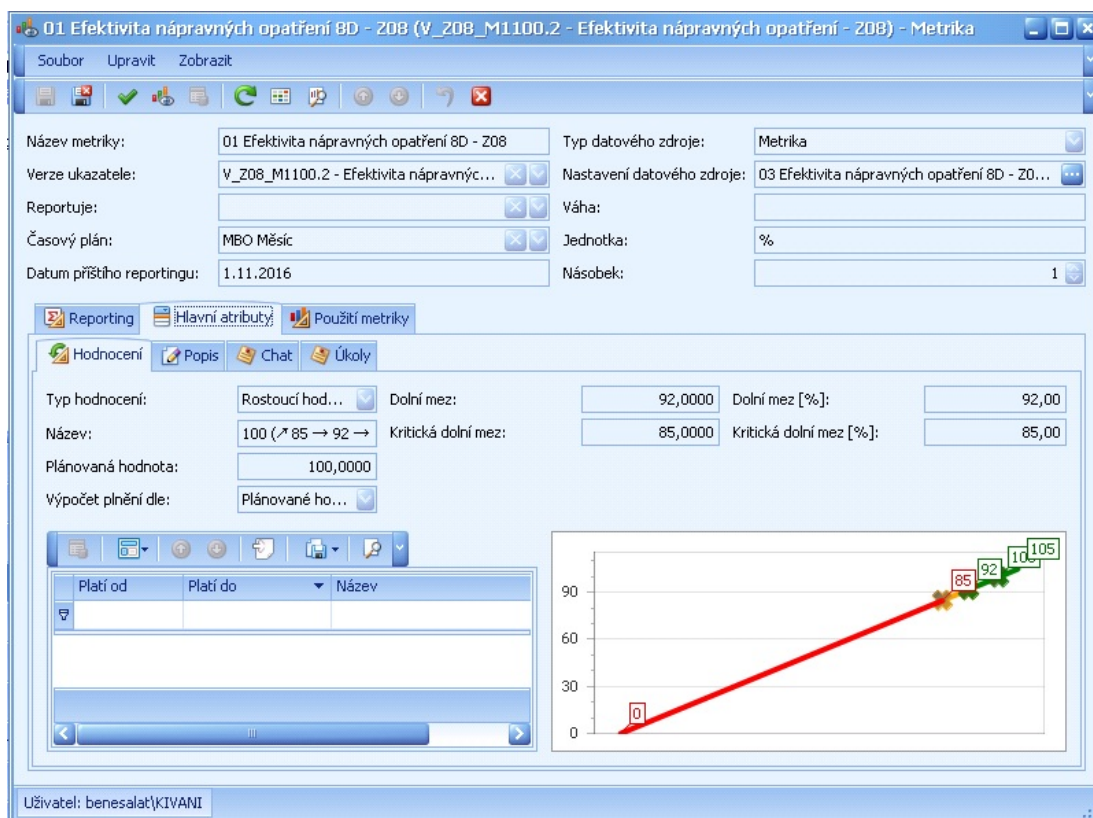 01 Efektivita nápravných opatření 8D - Z08 (V_Z08_M1100.2 - Efektivita nápravných opatření - Z08) - Metrika
Soubor Upravit Zobrazit
Název metriky: 01 Efektivita nápravných opatření 8D - Z08 Typ datového zdroje: Metrika
Verze ukazatele: V_Z08_M1100.2 - Efektivita nápravnýc... Nastavení datového zdroje: 03 Efektivita nápravných opatření 8D - Z0...
Reportuje: Váha:
Časový plán: MBO Měsíc Jednotka: %
Datum příštího reportingu: 1.11.2016 Násobek: 1
Reporting Hlavní atributy Použití metriky
Hodnocení Popis Chat Úkoly
Typ hodnocení: Rostoucí hod... Dolní mez: 92,0000 Dolní mez [%]: 92,00
Název: 100 (↗ 85 → 92 → Kritická dolní mez: 85,0000 Kritická dolní mez [%]: 85,00
Plánovaná hodnota: 100,0000
Výpočet plnění dle: Plánované ho...
Platí od Platí do Název
105
92
85
90
60
30
0
0
Uživatel: benesalat\KIVANI